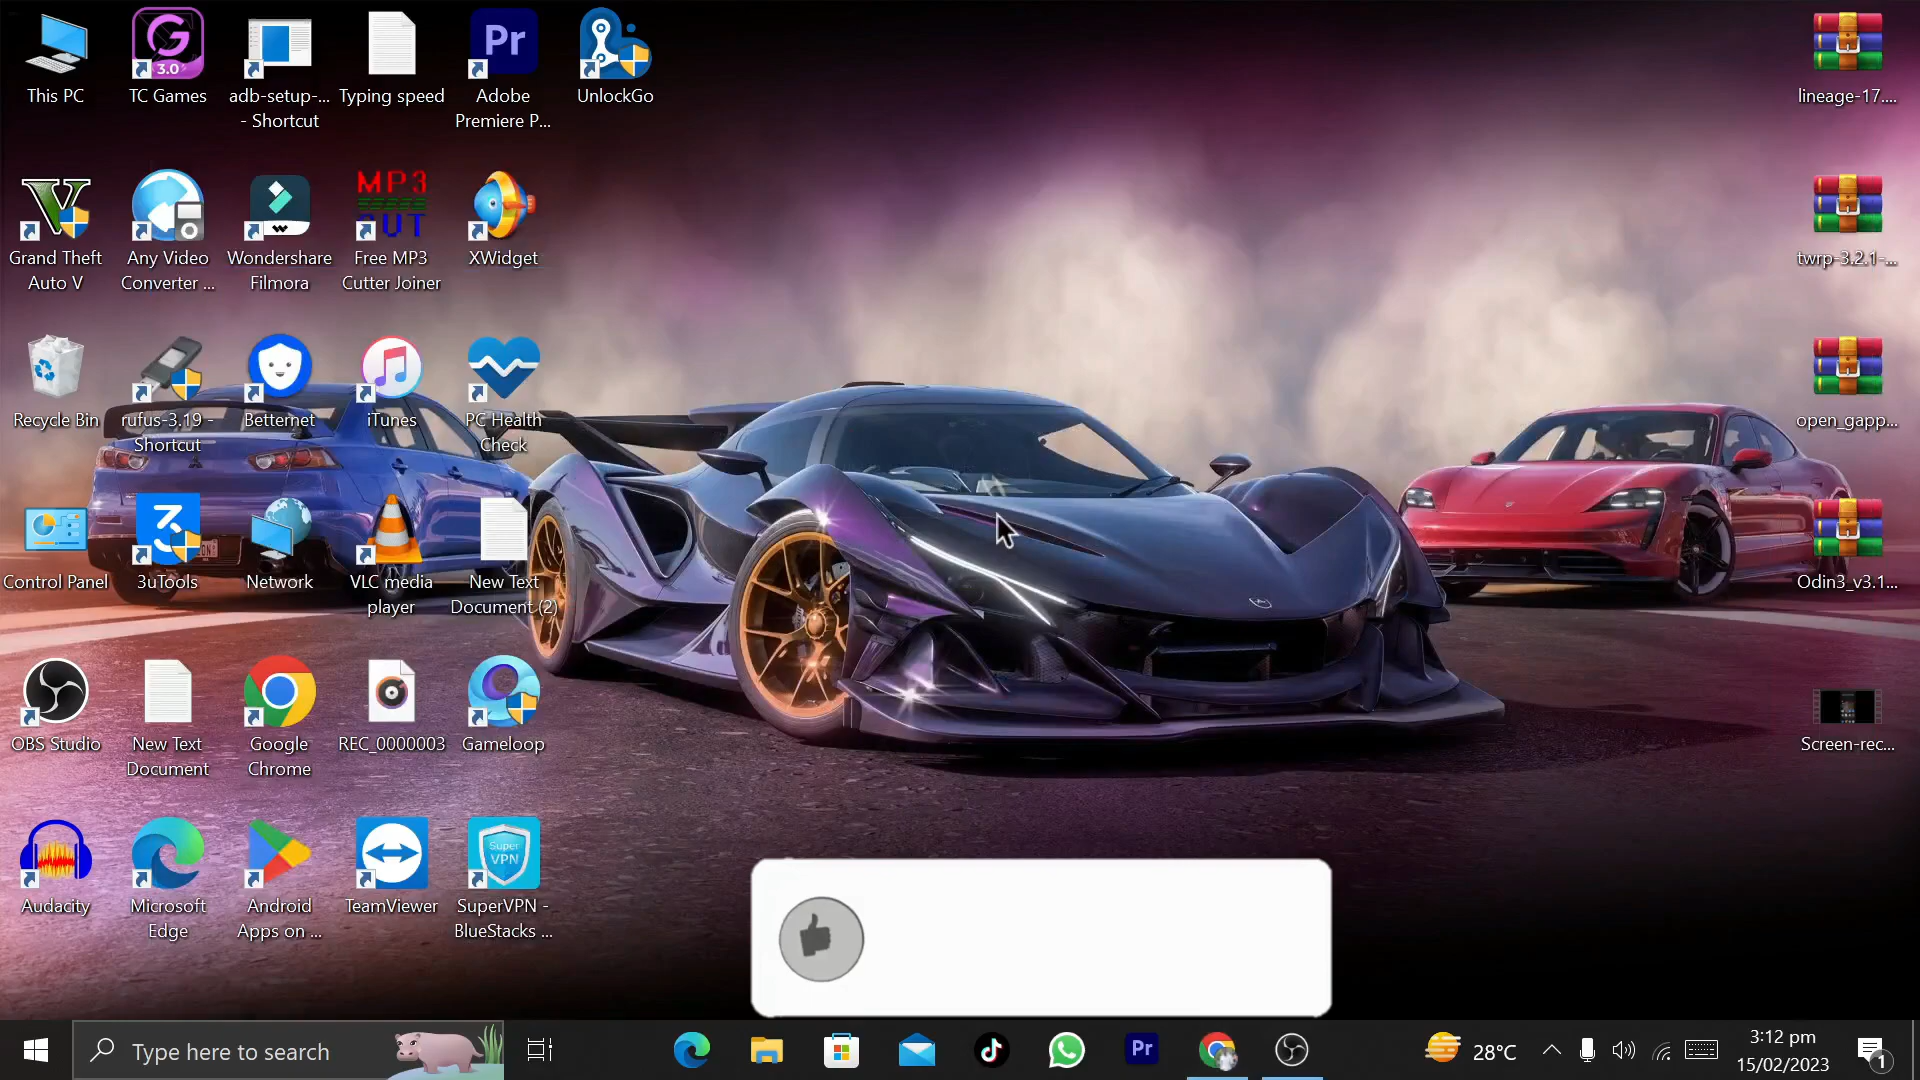 This PC
TC Games
adb-setup-...
- Shortcut
Typing speed
Adobe
Premiere P...
UnlockGo
lineage-17....
Grand Theft
Auto V
Any Video
Converter ...
Wondershare
Filmora
Free MP3
Cutter Joiner
XWidget
twrp-3.2.1-...
Recycle Bin
rufus-3.19 -
Shortcut
Betternet
iTunes
PC Health
Check
open_gapp...
Control Panel
3uTools
Network
VLC media
player
New Text
Document (2)
Odin3_v3.1...
OBS Studio
New Text
Document
Google
Chrome
REC_0000003
Gameloop
Screen-rec...
Audacity
Microsoft
Edge
Android
Apps on ...
TeamViewer
SuperVPN -
BlueStacks ...
G
3.0
Pr
V
MP3
CUT
Super
VPN
Type here to search
Pr
28°C
3:12 pm
15/02/2023
1